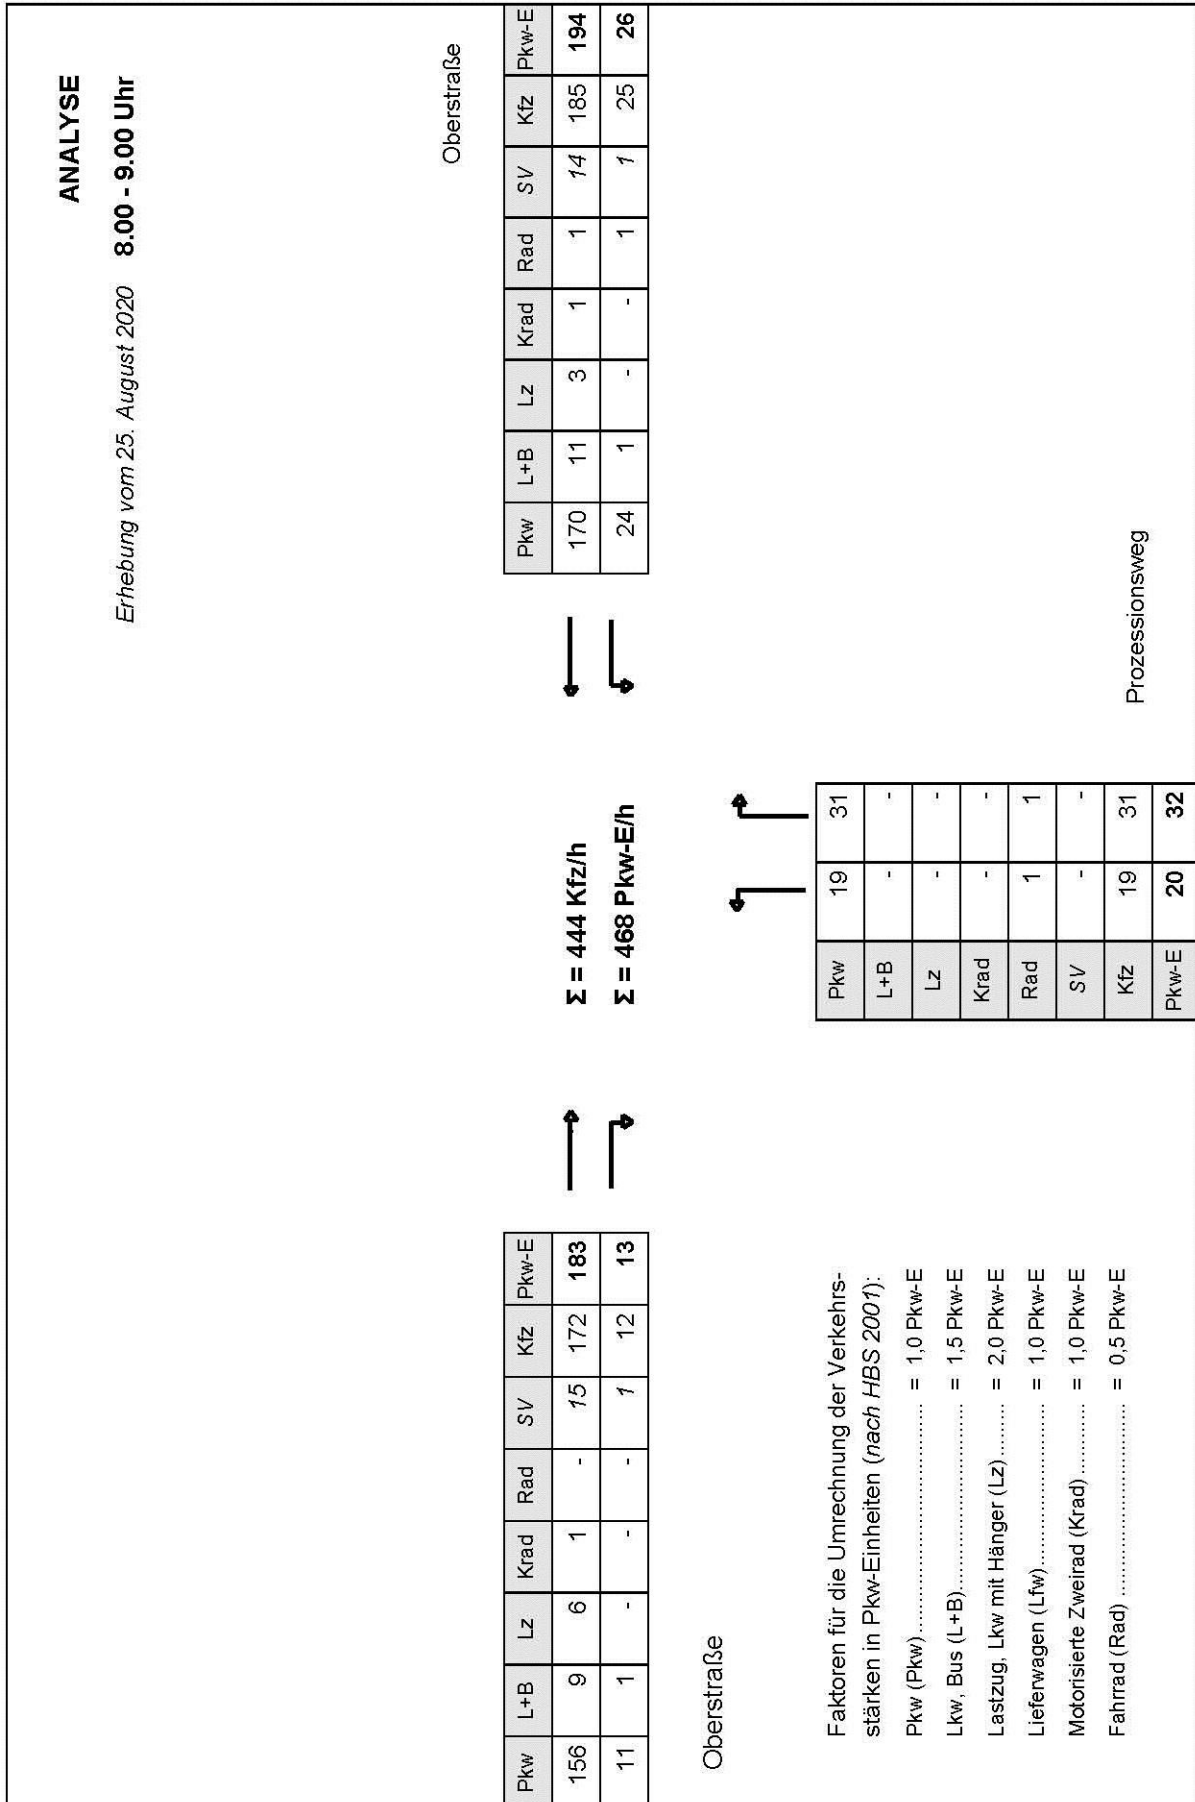 ANALYSE
Erhebung vom 25. August 2020 8.00 - 9.00 Uhr
Oberstraße
Pkw L+B Lz Krad Rad SV Kfz Pkw-E
170 11 3 1 1 14 185 194
24 1 - - 1 1 25 26
Σ = 444 Kfz/h
Σ = 468 Pkw-E/h
Pkw L+B Lz Krad Rad SV Kfz Pkw-E
156 9 6 1 - 15 172 183
11 1 - - - 1 12 13
Oberstraße
Pkw 19 31
L+B - -
Lz - -
Krad - -
Rad 1 1
SV - -
Kfz 19 31
Pkw-E 20 32
Prozessionsweg
Faktoren für die Umrechnung der Verkehrs-
stärken in Pkw-Einheiten (nach HBS 2001):
Pkw (Pkw)........................................ = 1,0 Pkw-E
Lkw, Bus (L+B)................................ = 1,5 Pkw-E
Lastzug, Lkw mit Hänger (Lz).......... = 2,0 Pkw-E
Lieferwagen (Lfw)............................ = 1,0 Pkw-E
Motorisierte Zweirad (Krad) ............ = 1,0 Pkw-E
Fahrrad (Rad) .................................. = 0,5 Pkw-E